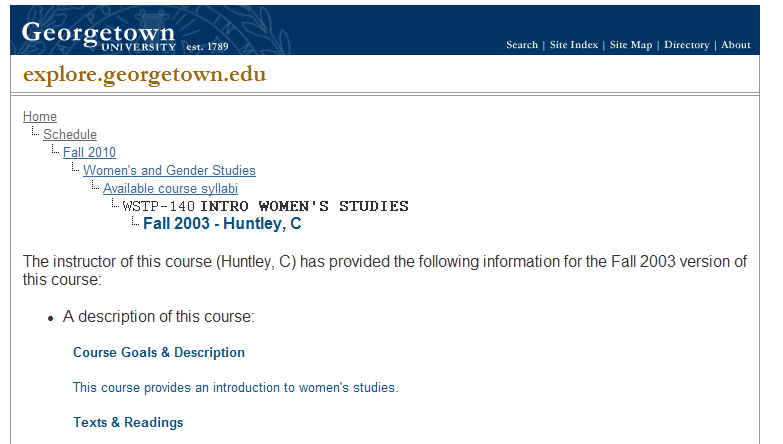 Georgetown
UNIVERSITY est. 1789
Search | Site Index | Site Map | Directory | About
explore.georgetown.edu
Home
Schedule
Fall 2010
Women's and Gender Studies
Available course syllabi
WSTP-140 INTRO WOMEN'S STUDIES
Fall 2003 - Huntley, C
The instructor of this course (Huntley, C) has provided the following information for the Fall 2003 version of
this course:
• A description of this course:
Course Goals & Description
This course provides an introduction to women's studies.
Texts & Readings